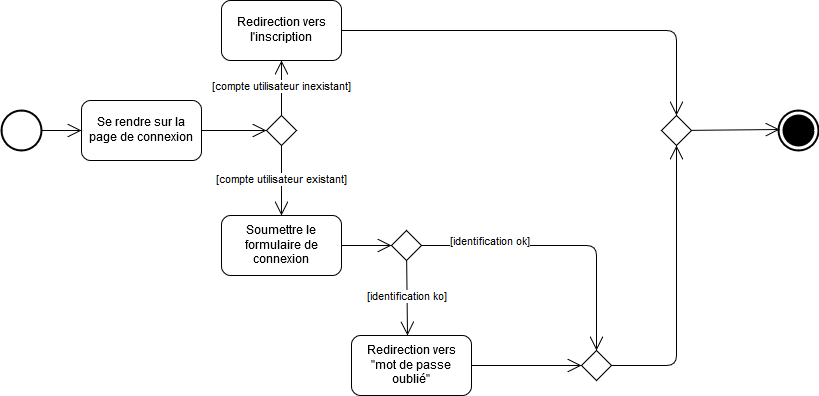 Redirection vers
l'inscription
[compte utilisateur inexistant]
Se rendre sur la
page de connexion
[compte utilisateur existant]
Soumettre le
formulaire de
connexion
[identification ok]
[identification ko]
Redirection vers
"mot de passe
oublié"